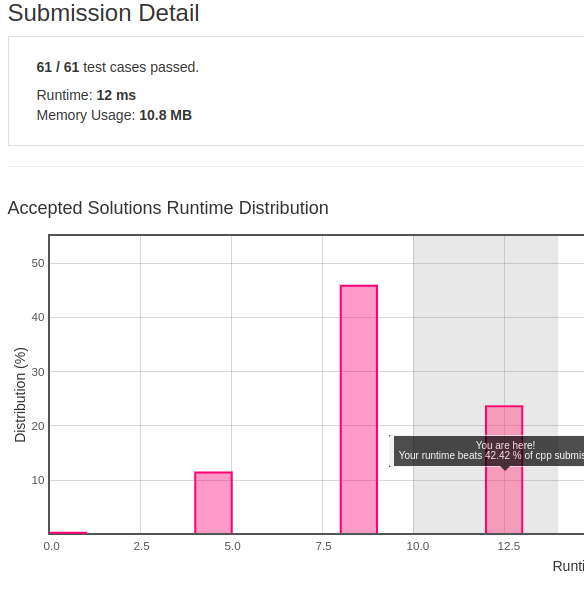 Submission Detail
61 / 61 test cases passed.
Runtime: 12 ms
Memory Usage: 10.8 MB
Accepted Solutions Runtime Distribution
50
40
30
20
10
Distribution (%)
You are here!
Your runtime beats 42.42 % of cpp submis
0.0 2.5 5.0 7.5 10.0 12.5
Runti